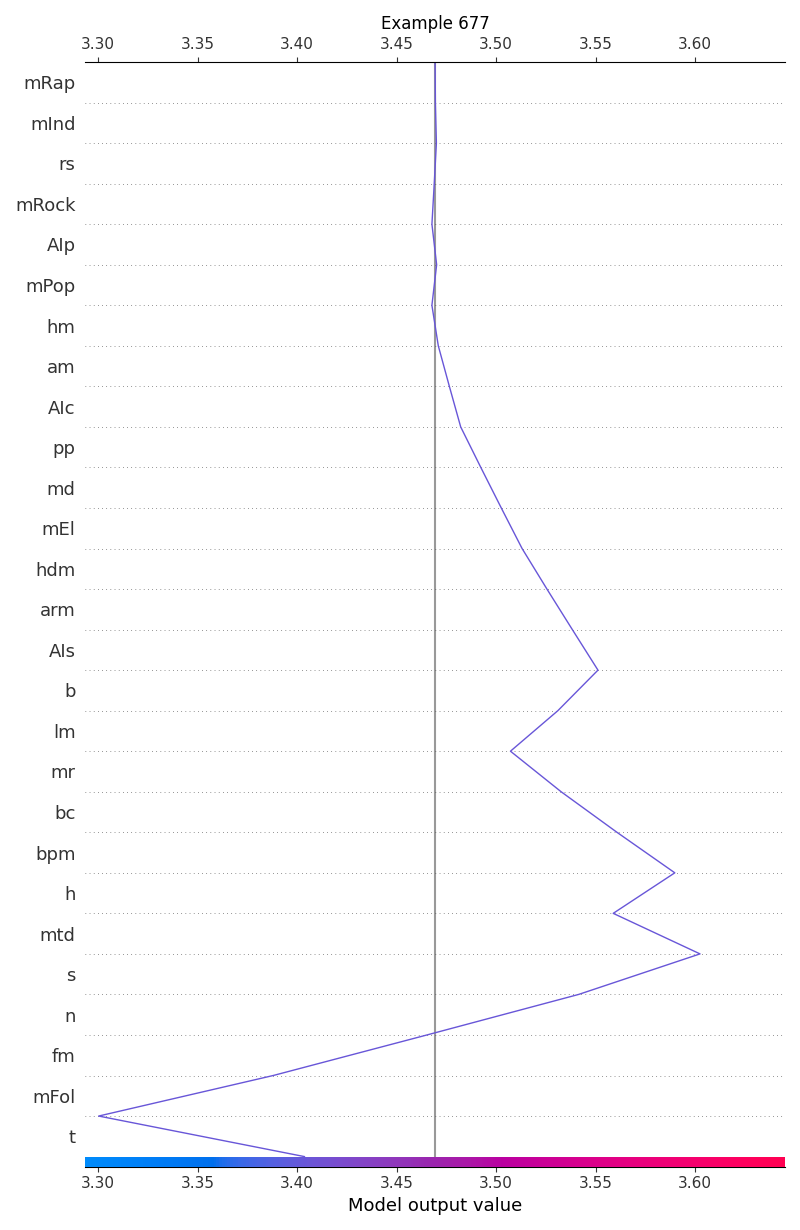 Example 677
3.30 3.35 3.40 3.45 3.50 3.55 3.60
mRap
mInd
rs
mRock
AIp
mPop
hm
am
AIc
pp
md
mEl
hdm
arm
AIs
b
lm
mr
bc
bpm
h
mtd
s
n
fm
mFol
t
3.30 3.35 3.40 3.45 3.50 3.55 3.60
Model output value